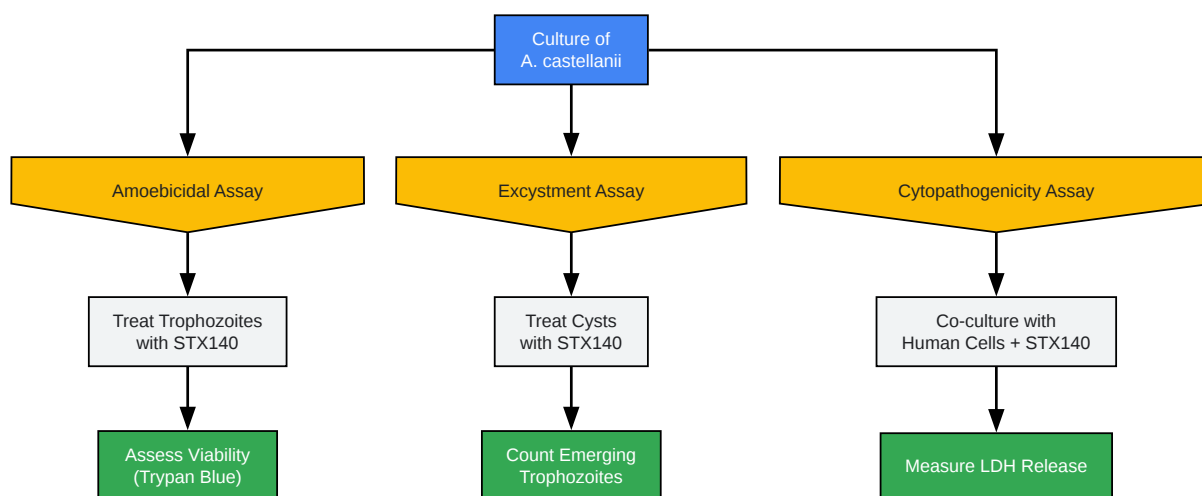 Culture of
A. castellanii
Amoebicidal Assay
Excystment Assay
Cytopathogenicity Assay
Treat Trophozoites
with STX140
Treat Cysts
with STX140
Co-culture with
Human Cells + STX140
Assess Viability
(Trypan Blue)
Count Emerging
Trophozoites
Measure LDH Release